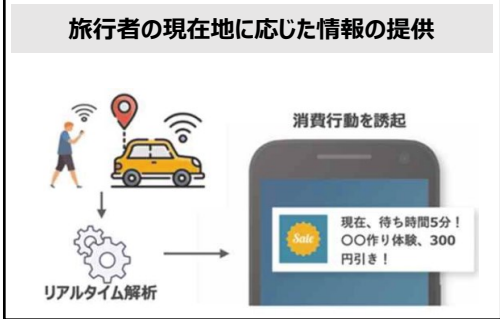 旅行者の現在地に応じた情報の提供
消費行動を誘起
Sale
現在、待ち時間5分！
〇〇作り体験、300
円引き！
リアルタイム解析